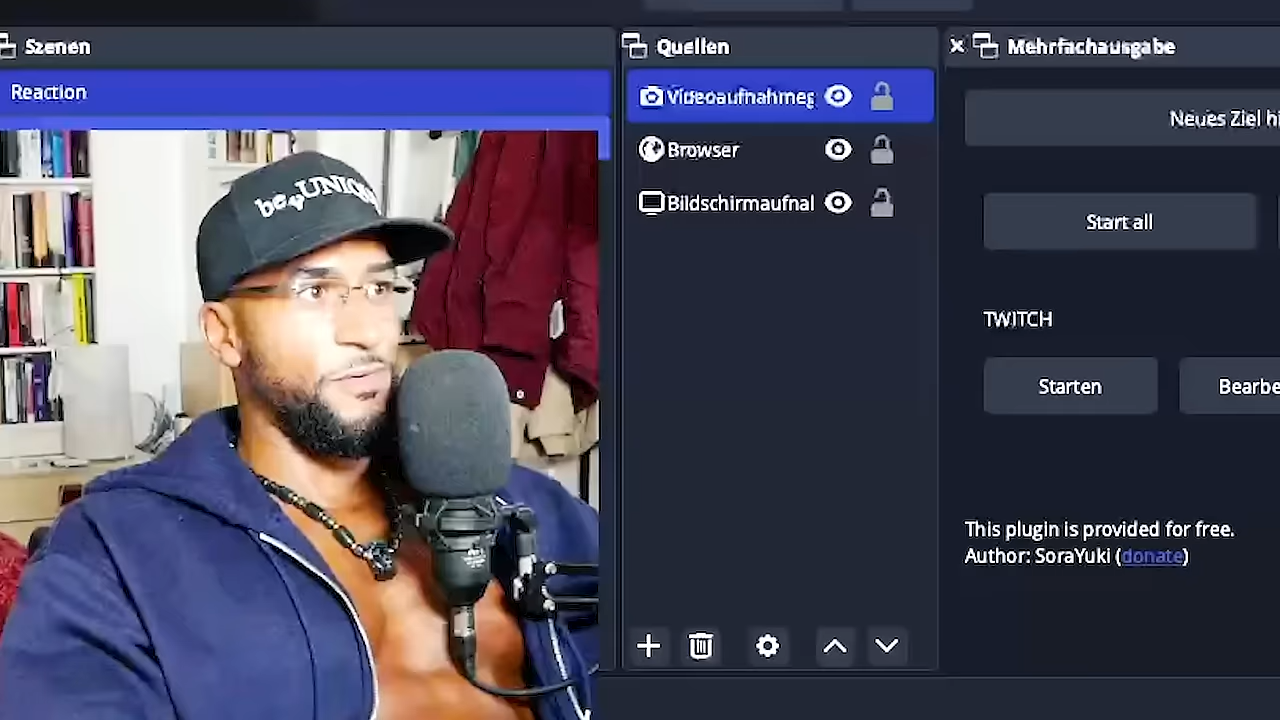 Szenen
Reaction
be UNIQUE
Quellen
Videoaufnahmeg
Browser
Bildschirmaufnal
Mehrfachausgabe
Neues Ziel hi
Start all
TWITCH
Starten
Bearbe
This plugin is provided for free.
Author: SoraYuki (donate)